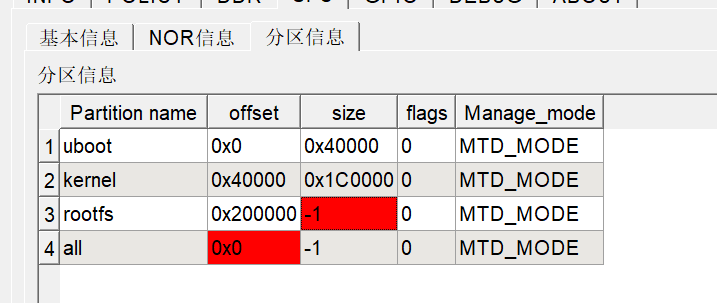 基本信息 NOR信息 分区信息
分区信息
Partition name offset size flags Manage_mode
1 uboot 0x0 0x40000 0 MTD_MODE
2 kernel 0x40000 0x1C0000 0 MTD_MODE
3 rootfs 0x200000 -1 0 MTD_MODE
4 all 0x0 -1 0 MTD_MODE